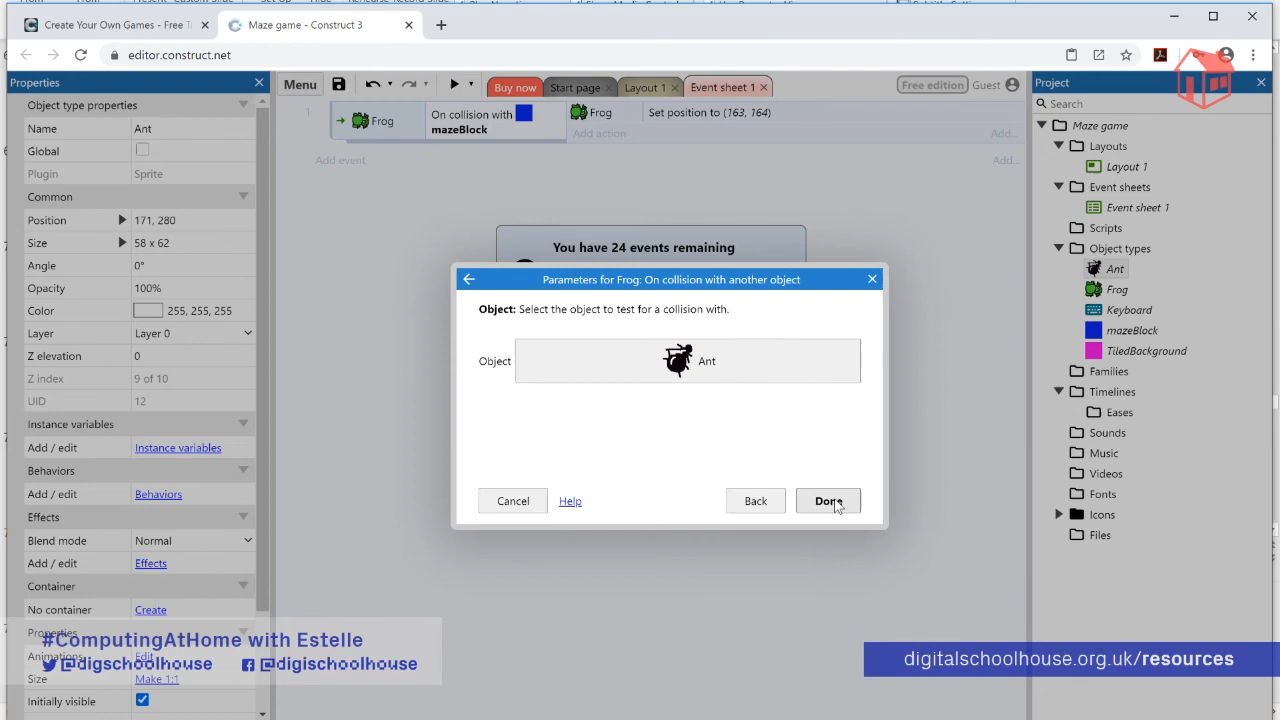 Create Your Own Games - Free Ti
Maze game - Construct 3
editor.construct.net
Properties
Menu
Buy now
Start page
Layout 1
Event sheet 1
Free edition
Guest
Project
Object type properties
Name
Ant
Global
Plugin
Sprite
Common
Position
171, 280
Size
58 x 62
Angle
0°
Opacity
100%
Color
255, 255, 255
Layer
Layer 0
Z elevation
0
Z index
9 of 10
UID
12
Instance variables
Add / edit
Instance variables
Behaviors
Add / edit
Behaviors
Effects
Blend mode
Normal
Add / edit
Effects
Container
No container
Create
Properties
Animations
Edit
Size
Make 1:1
Initially visible
1
Frog
On collision with
mazeBlock
Frog
Set position to (163, 164)
Add action
Add...
Add event
Add...
You have 24 events remaining
Parameters for Frog: On collision with another object
Object: Select the object to test for a collision with.
Object
Ant
Cancel
Help
Back
Done
Search
Maze game
Layouts
Layout 1
Event sheets
Event sheet 1
Scripts
Object types
Ant
Frog
Keyboard
mazeBlock
TiledBackground
Families
Timelines
Eases
Sounds
Music
Videos
Fonts
Icons
Files
#ComputingAtHome with Estelle
@digschoolhouse
@digischoolhouse
digitalschoolhouse.org.uk/resources